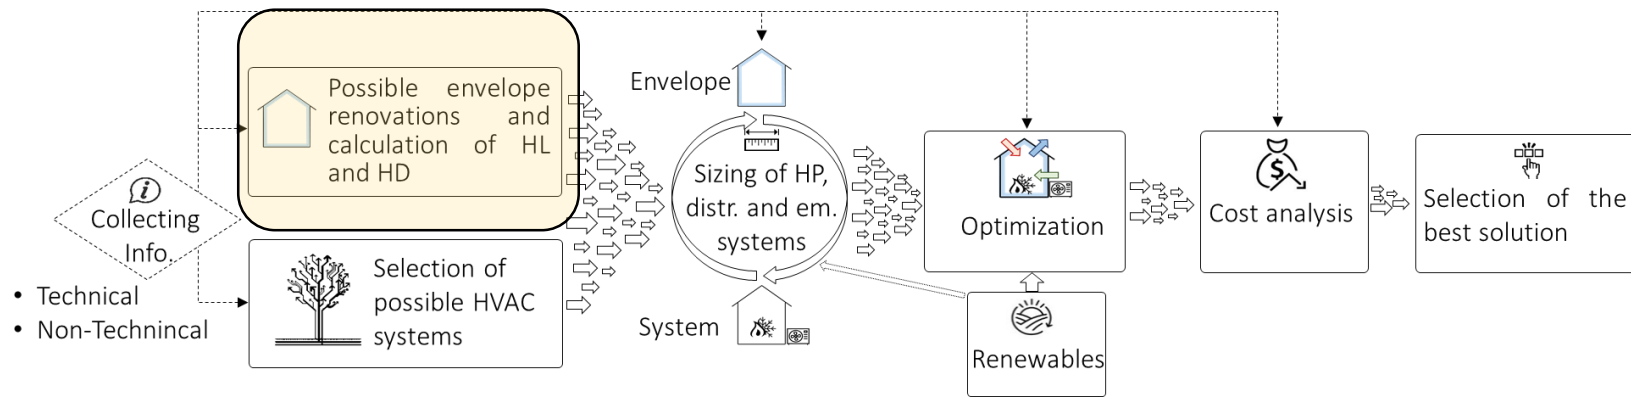 Possible envelope
renovations and
calculation of HL
and HD
Collecting
Info.
• Technical
• Non-Technincal
Selection of
possible HVAC
systems
Envelope
Sizing of HP,
distr. and em.
systems
System
Optimization
Renewables
$
Cost analysis
Selection of the
best solution